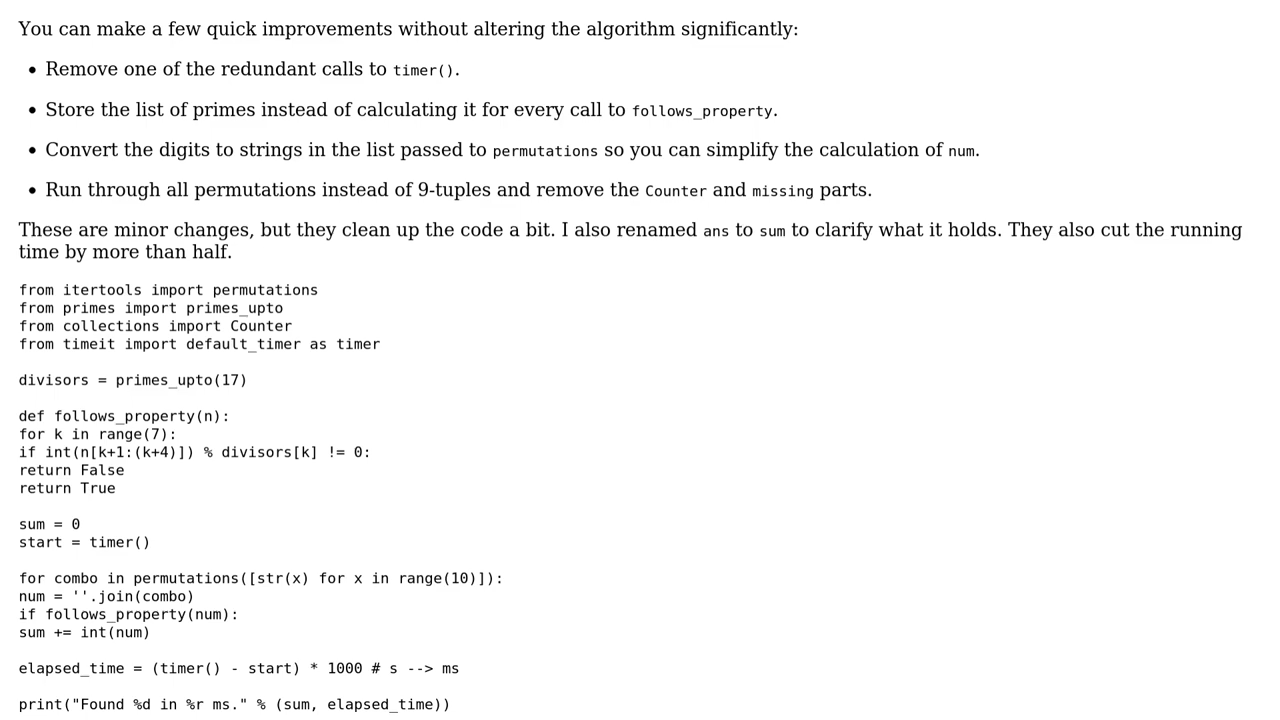 You can make a few quick improvements without altering the algorithm significantly:
• Remove one of the redundant calls to timer().
• Store the list of primes instead of calculating it for every call to follows_property.
• Convert the digits to strings in the list passed to permutations so you can simplify the calculation of num.
• Run through all permutations instead of 9-tuples and remove the Counter and missing parts.
These are minor changes, but they clean up the code a bit. I also renamed ans to sum to clarify what it holds. They also cut the running
time by more than half.
from itertools import permutations
from primes import primes_upto
from collections import Counter
from timeit import default_timer as timer
divisors = primes_upto(17)
def follows_property(n):
for k in range(7):
if int(n[k+1:(k+4)]) % divisors[k] != 0:
return False
return True
sum = 0
start = timer()
for combo in permutations([str(x) for x in range(10)]):
num = ''.join(combo)
if follows_property(num):
sum += int(num)
elapsed_time = (timer() - start) * 1000 # s --> ms
print("Found %d in %r ms." % (sum, elapsed_time))